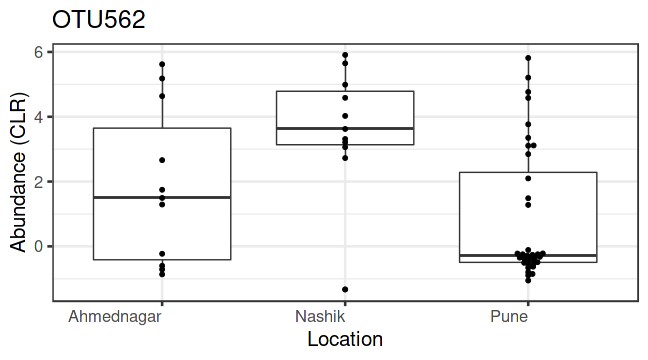 OTU562
6
4
2
0
Abundance (CLR)
Ahmednagar Nashik Pune
Location